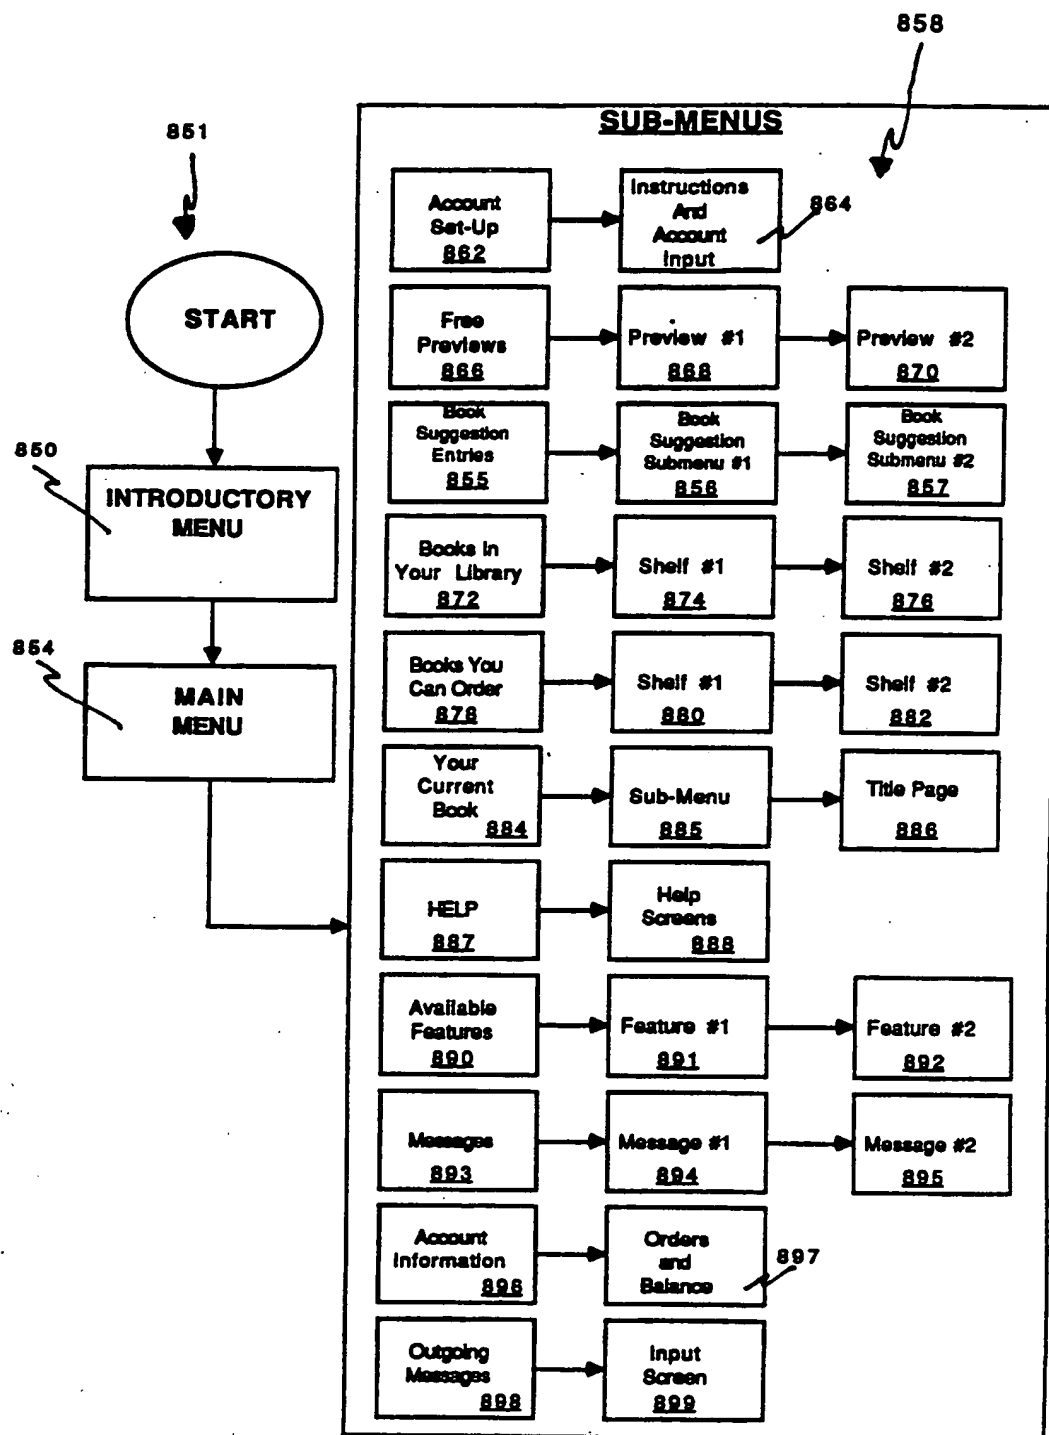 858
SUB-MENUS
851
START
850
INTRODUCTORY
MENU
854
MAIN
MENU
Account
Set-Up
862
Instructions
And
Account
Input
864
Free
Previews
866
Preview #1
868
Preview #2
870
Book
Suggestion
Entries
855
Book
Suggestion
Submenu #1
856
Book
Suggestion
Submenu #2
857
Books In
Your Library
872
Shelf #1
874
Shelf #2
876
Books You
Can Order
878
Shelf #1
880
Shelf #2
882
Your
Current
Book
884
Sub-Menu
885
Title Page
886
HELP
887
Help
Screens
888
Available
Features
890
Feature #1
891
Feature #2
892
Messages
893
Message #1
894
Message #2
895
Account
Information
896
Orders
and
Balance
897
Outgoing
Messages
898
Input
Screen
899